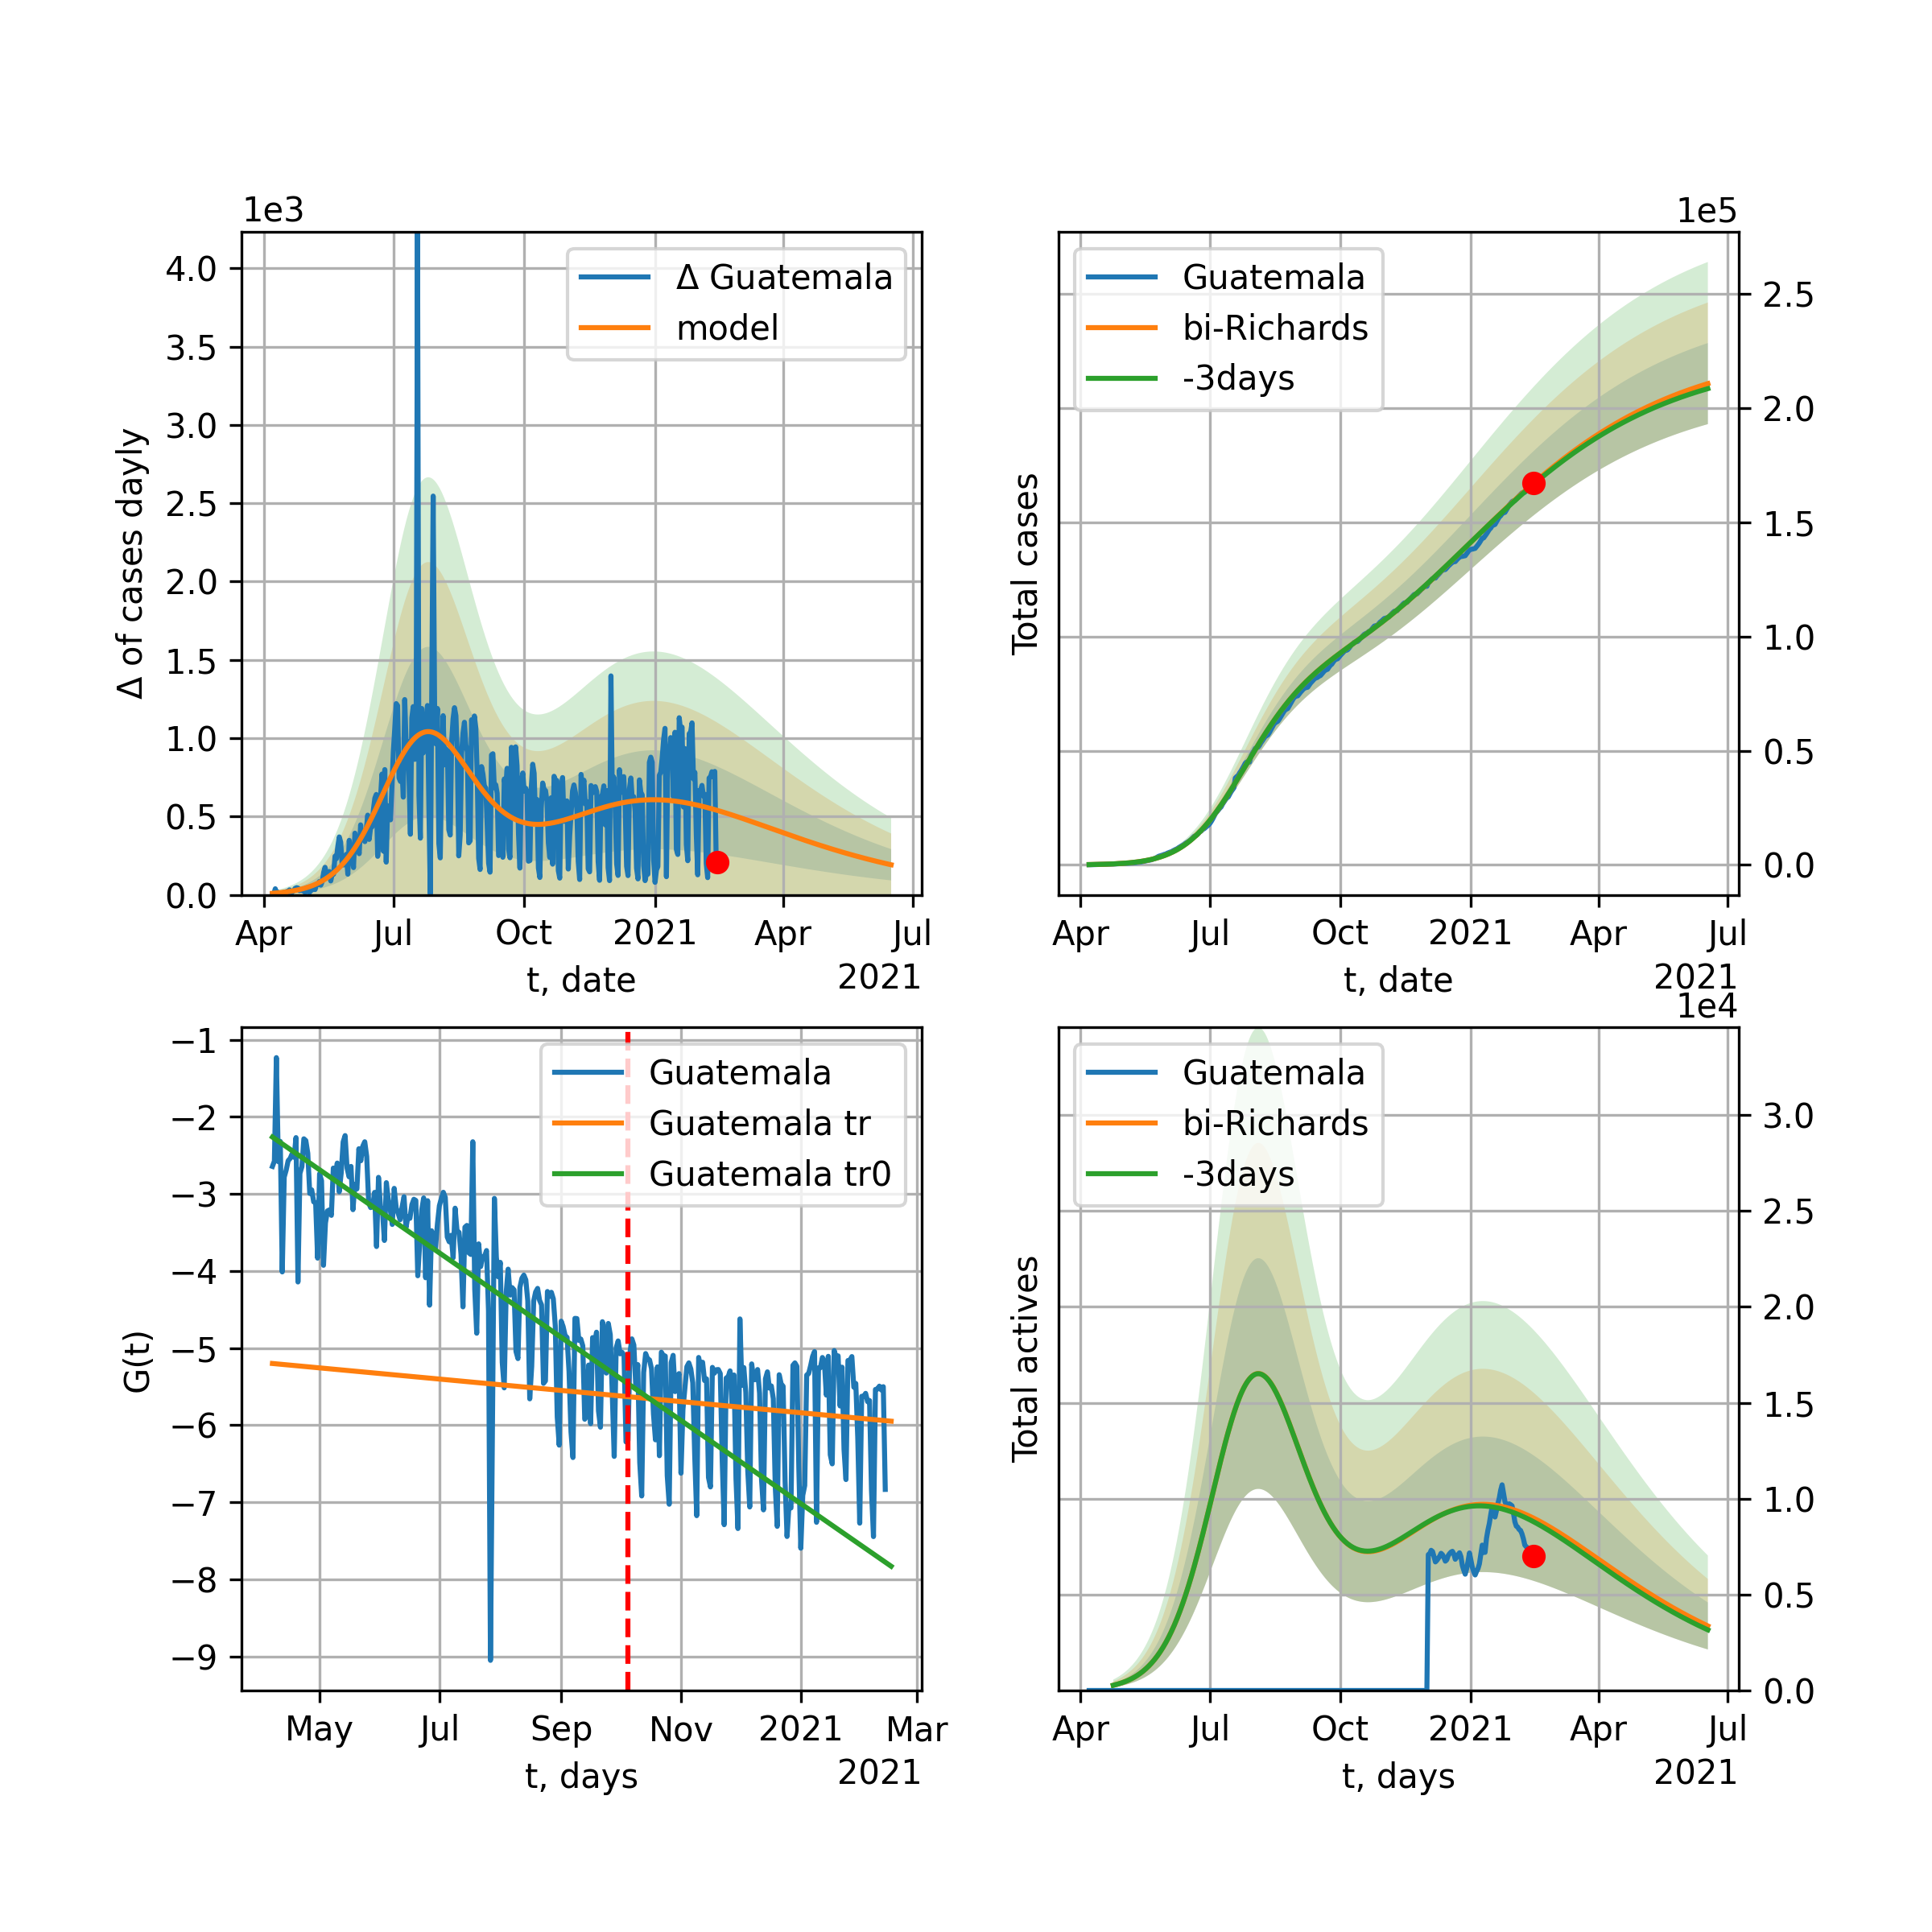 1e3
4.0
3.5
3.0
2.5
2.0
1.5
1.0
0.5
0.0
Δ of cases dayly
Δ Guatemala
model
Apr Jul Oct 2021 Apr Jul
t, date
2021
1e5
Total cases
Guatemala
bi-Richards
-3days
2.5
2.0
1.5
1.0
0.5
0.0
Apr Jul Oct 2021 Apr Jul
t, date
2021
−1
−2
−3
−4
−5
−6
−7
−8
−9
G(t)
Guatemala
Guatemala tr
Guatemala tr0
May Jul Sep Nov 2021 Mar
t, days
2021
1e4
Total actives
Guatemala
bi-Richards
-3days
3.0
2.5
2.0
1.5
1.0
0.5
0.0
Apr Jul Oct 2021 Apr Jul
t, days
2021